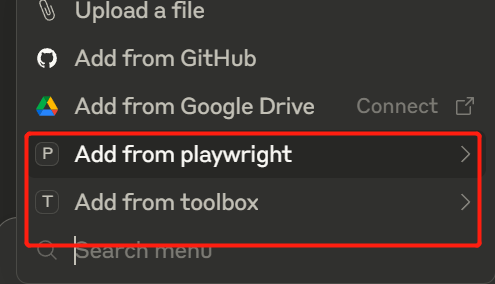 Upload a file
Add from GitHub
Add from Google Drive Connect
P Add from playwright
T Add from toolbox
Search menu